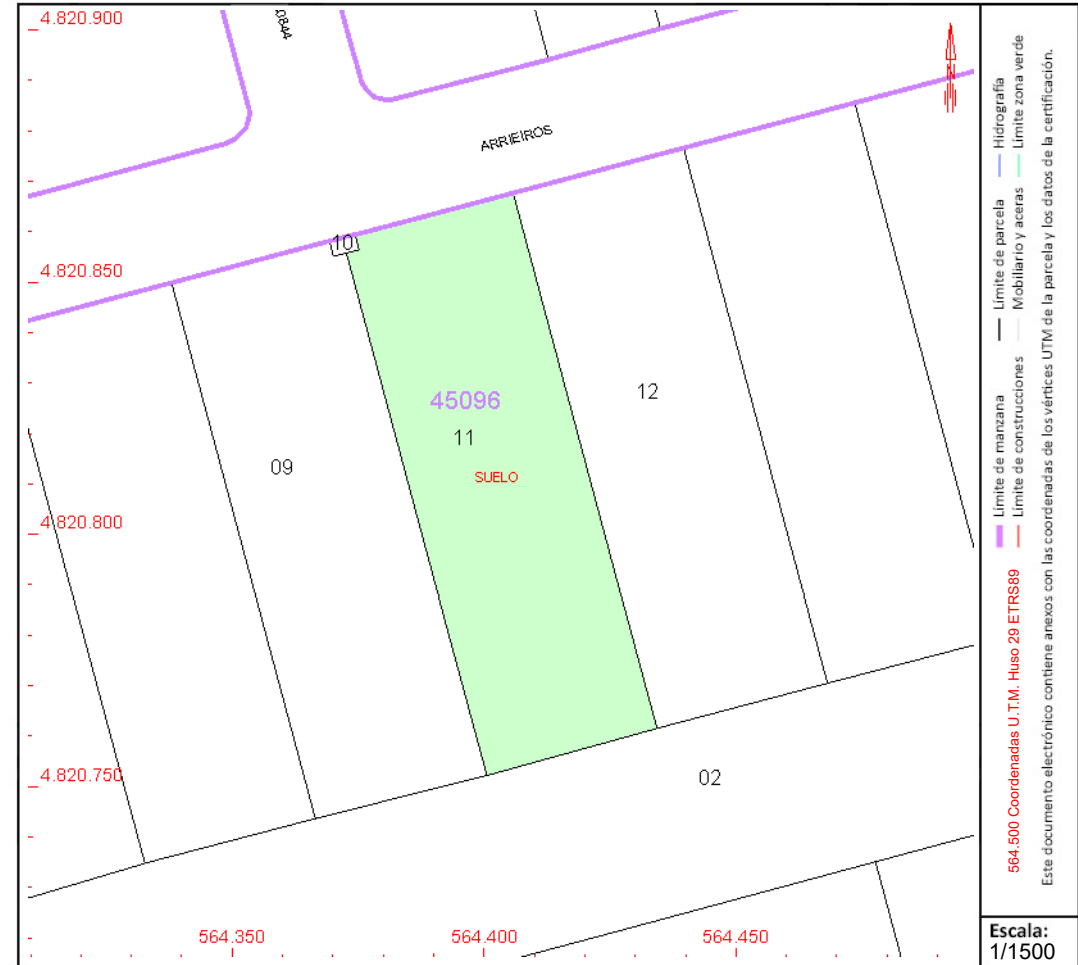 4.820.900
ARRIEIROS
10
4.820.850
45096
11
SUELO
12
09
4.820.800
4.820.750
02
564.350
564.400
564.450
N
Límite de manzana
Límite de parcela
Hidrografía
564.500 Coordenadas U.T.M. Huso 29 ETRS89
Límite de construcciones
Mobiliario y aceras
Límite zona verde
Este documento electrónico contiene anexos con las coordenadas de los vértices UTM de la parcela y los datos de la certificación.
Escala:
1/1500